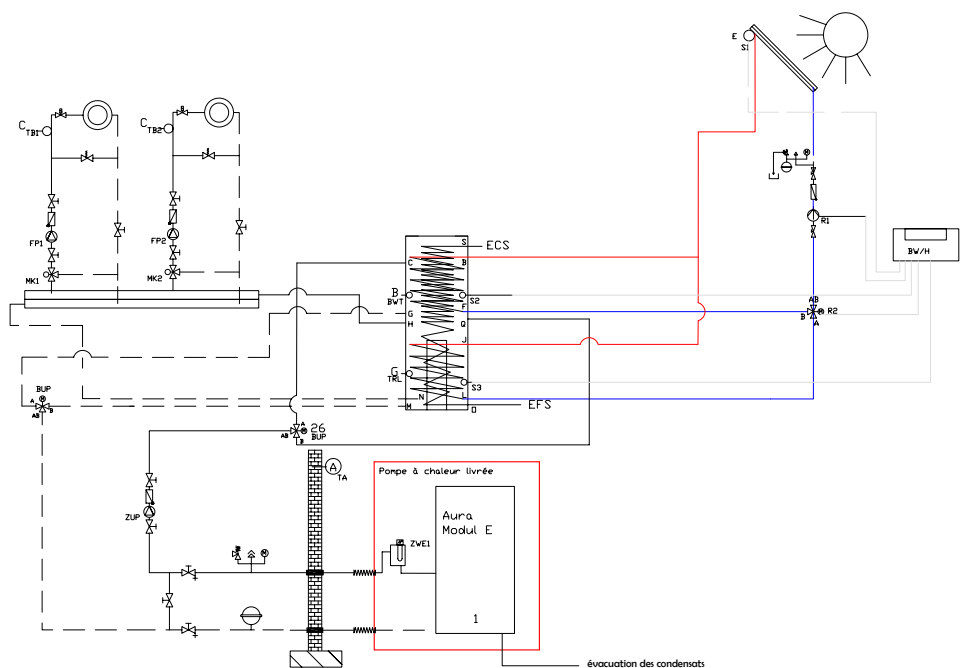 E
S1
C
TB1
C
TB2
R1
BW/H
FP1
FP2
S
ECS
C
B
MK1
MK2
B
BWT
S2
F
G
H
Q
AB
B
R2
A
J
G
TRL
S3
BUP
A
B
AB
N
L
M
O
EFS
A
26
AB
BUP
B
A
TA
Pompe à chaleur livrée
Aura
Modul E
ZUP
ZWE1
1
évacuation des condensats